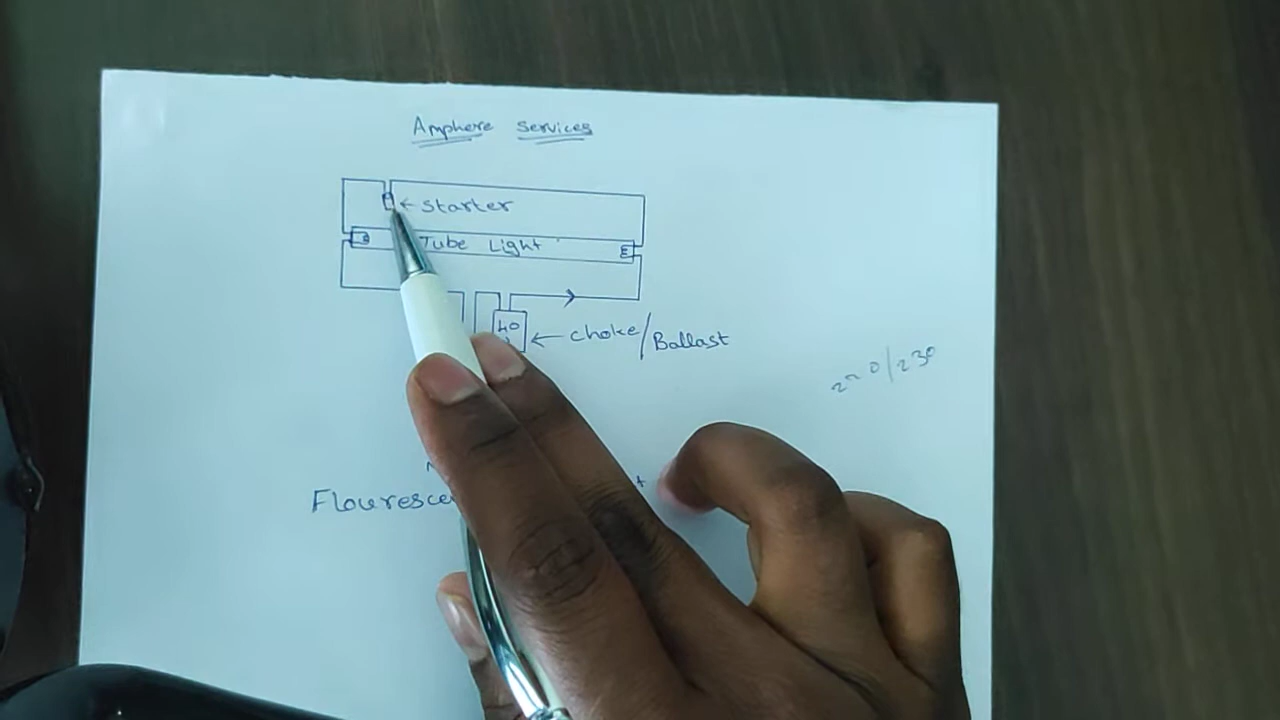 Amphere Services
Starter
Tube Light
40
choke/Ballast
220/230